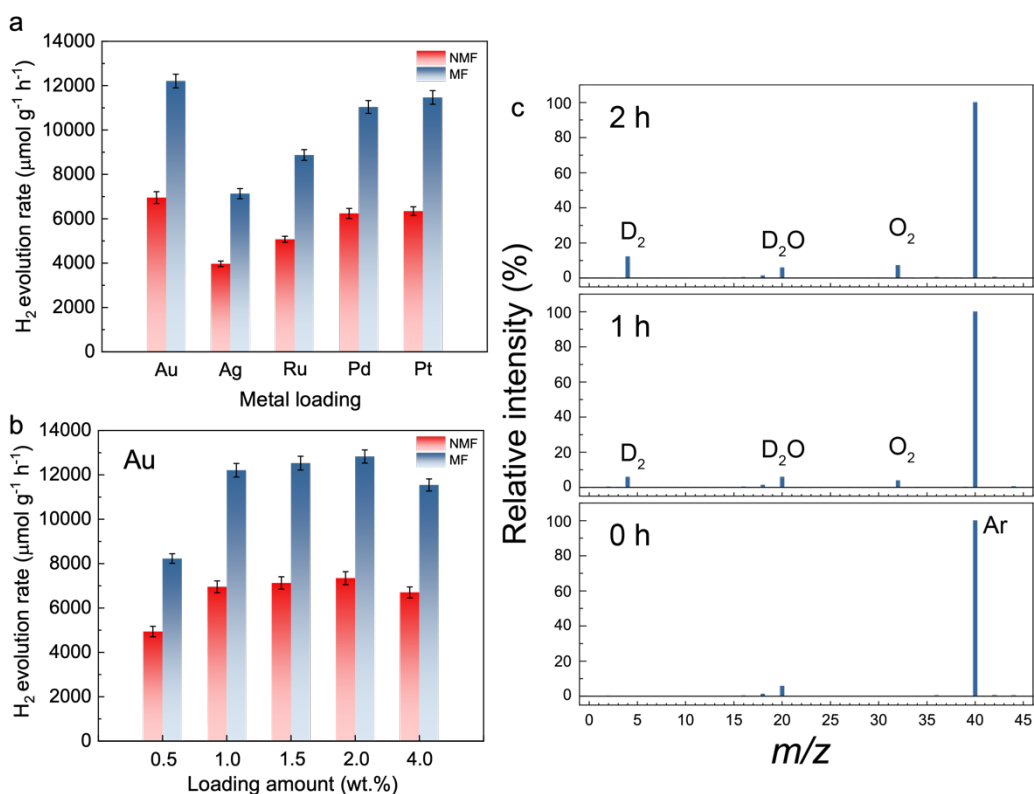 a
H₂ evolution rate (μmol g⁻¹ h⁻¹)
14000
12000
10000
8000
6000
4000
2000
0
NMF
MF
Au Ag Ru Pd Pt
Metal loading
b
H₂ evolution rate (μmol g⁻¹ h⁻¹)
14000
12000
10000
8000
6000
4000
2000
0
Au
NMF
MF
0.5 1.0 1.5 2.0 4.0
Loading amount (wt.%)
c
Relative intensity (%)
2 h
100
80
60
40
20
0
D₂ D₂O O₂
1 h
100
80
60
40
20
0
D₂ D₂O O₂
0 h
Ar
100
80
60
40
20
0
0 5 10 15 20 25 30 35 40 45
m/z